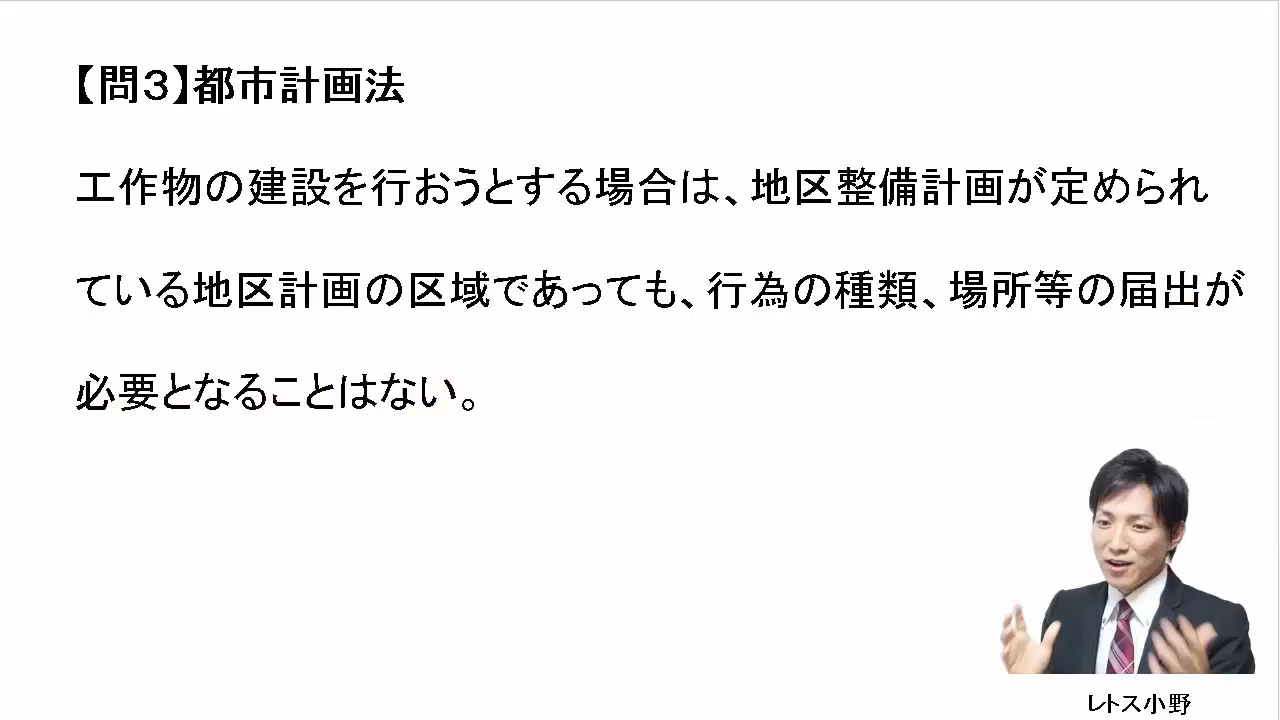 【問３】都市計画法
工作物の建設を行おうとする場合は、地区整備計画が定められ
ている地区計画の区域であっても、行為の種類、場所等の届出が
必要となることはない。
レトス小野